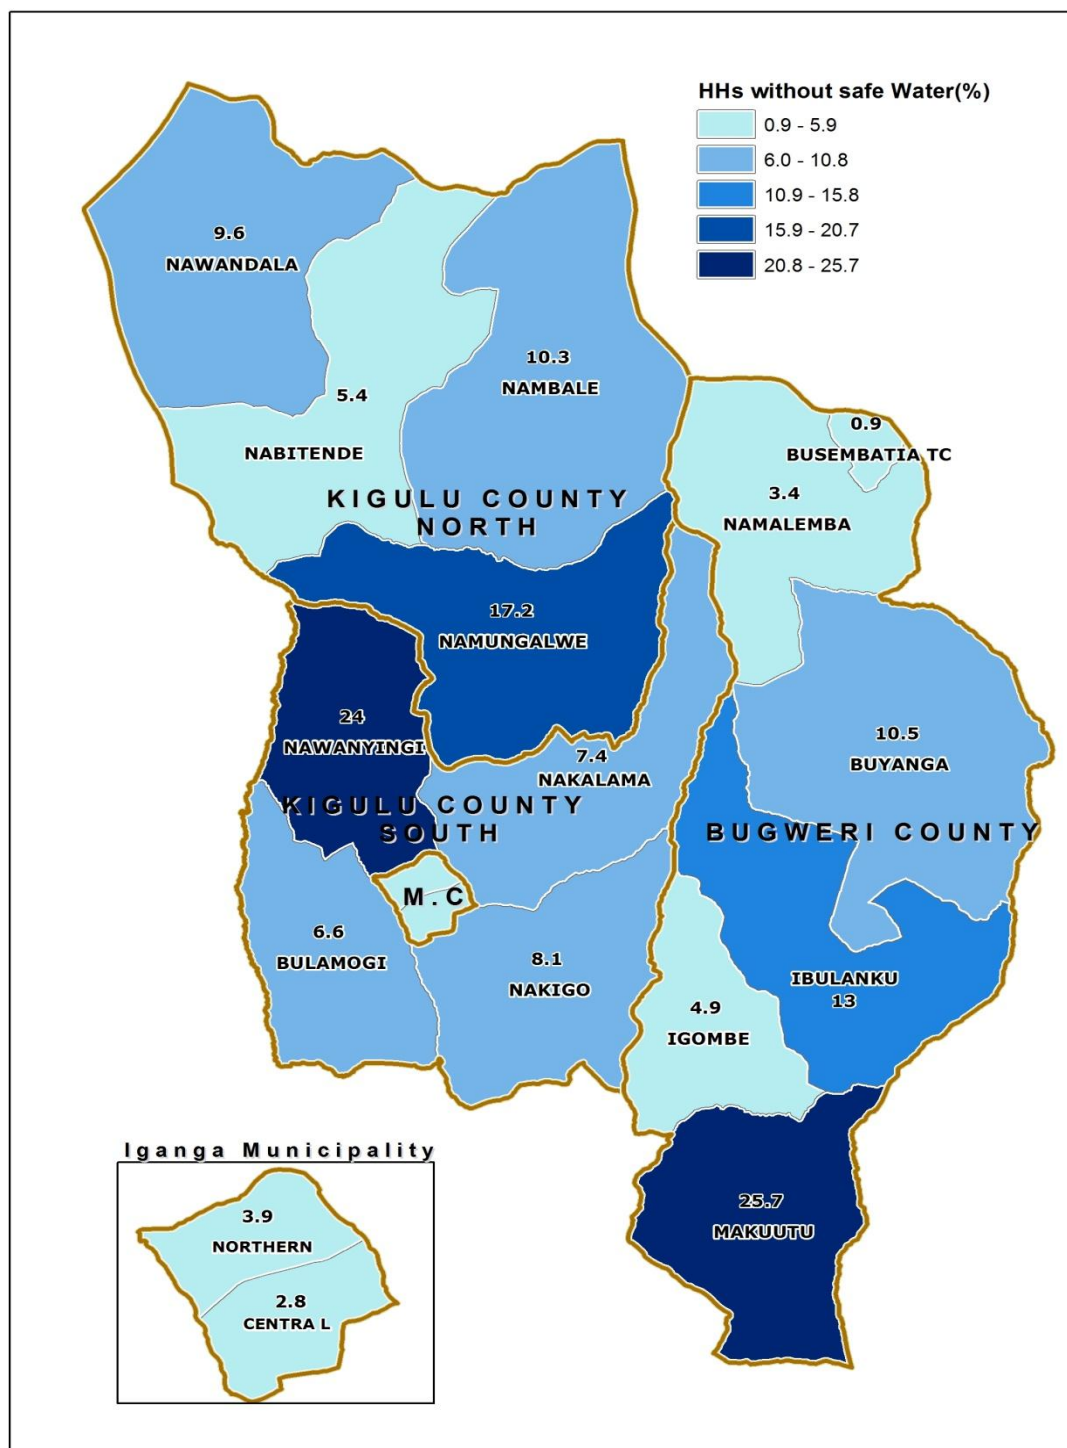 HHs without safe Water(%)
0.9 - 5.9
6.0 - 10.8
10.9 - 15.8
15.9 - 20.7
20.8 - 25.7
9.6
NAWANDALA
5.4
NABITENDE
10.3
NAMBALE
KIGULU COUNTY
NORTH
0.9
BUSEMBATIA TC
3.4
NAMALEMBA
17.2
NAMUNGALWE
24
NAWANYINGI
7.4
NAKALAMA
KIGULU COUNTY
SOUTH
10.5
BUYANGA
BUGWERI COUNTY
M.C
6.6
BULAMOGI
8.1
NAKIGO
IBULANKU
13
4.9
IGOMBE
25.7
MAKUUTU
Iganga Municipality
3.9
NORTHERN
2.8
CENTRA L